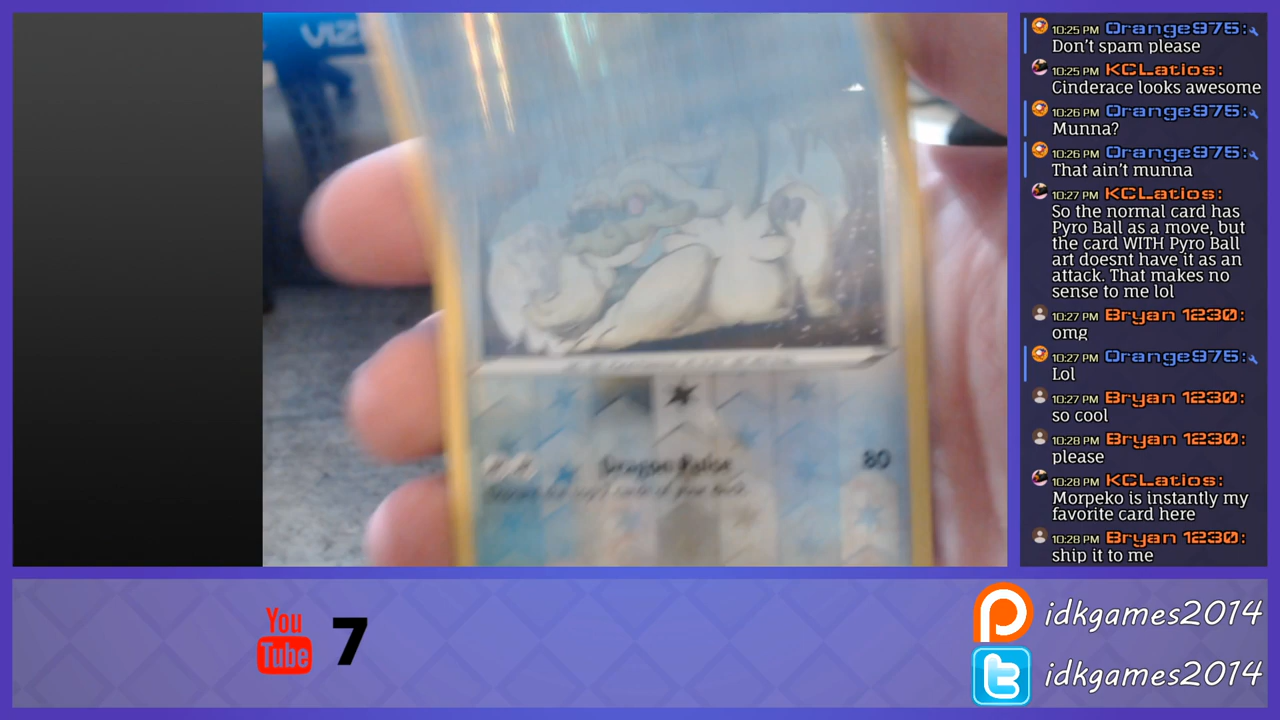 VIZ
80
10:25 PM Orange975:
Don't spam please
10:25 PM KCLatios:
Cinderace looks awesome
10:26 PM Orange975:
Munna?
10:26 PM Orange975:
That ain't munna
10:27 PM KCLatios:
So the normal card has
Pyro Ball as a move, but
the card WITH Pyro Ball
art doesnt have it as an
attack. That makes no
sense to me lol
10:27 PM Bryan 1230:
omg
10:27 PM Orange975:
Lol
10:27 PM Bryan 1230:
so cool
10:28 PM Bryan 1230:
please
10:28 PM KCLatios:
Morpeko is instantly my
favorite card here
10:28 PM Bryan 1230:
ship it to me
You
Tube 7
idkgames2014
idkgames2014